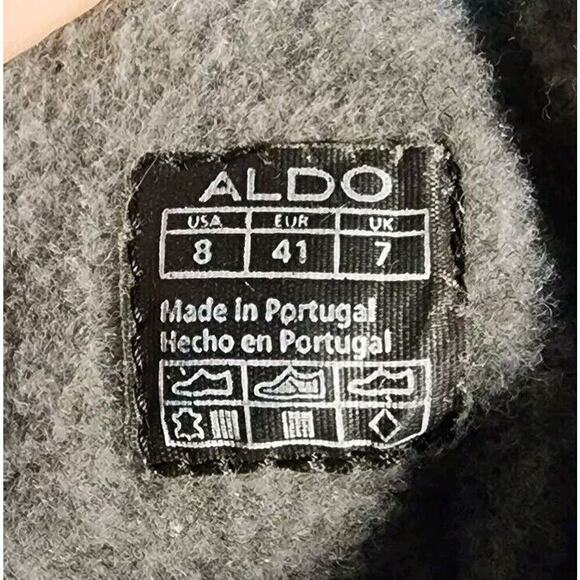 ALDO
USA EUR UK
8 41 7
Made in Portugal
Hecho en Portugal